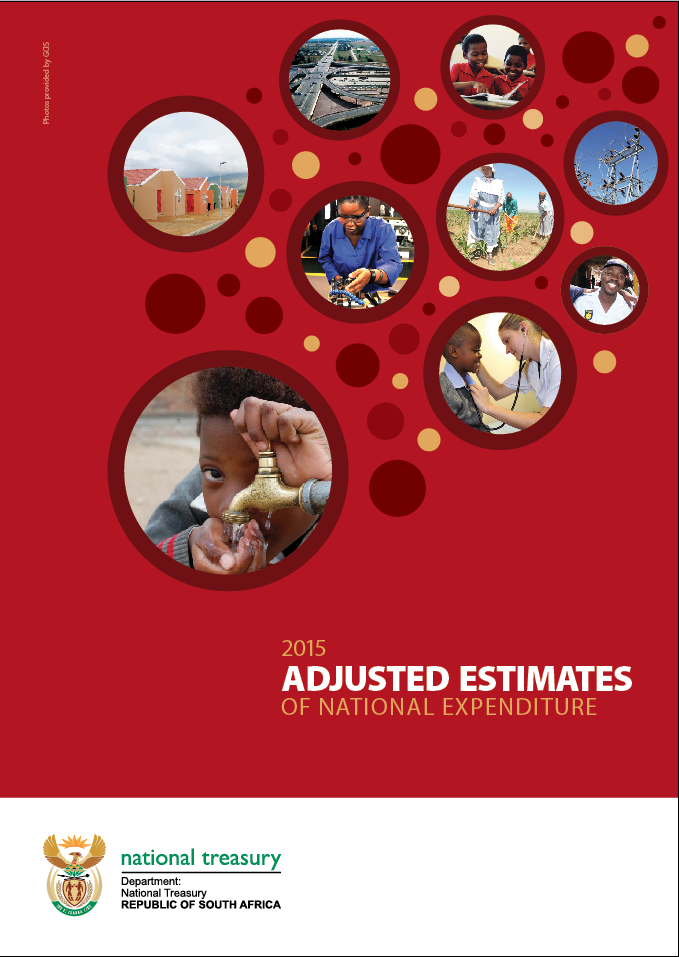 Photos provided by GCIS
2015
ADJUSTED ESTIMATES
OF NATIONAL EXPENDITURE
national treasury
Department:
National Treasury
REPUBLIC OF SOUTH AFRICA